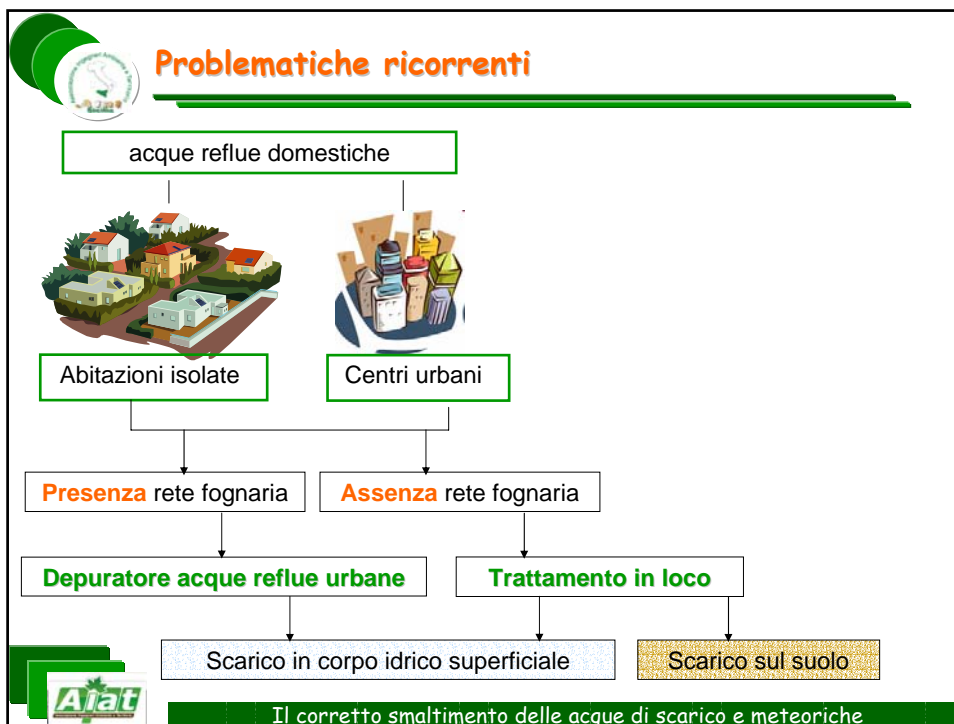 Problematiche ricorrenti
acque reflue domestiche
Abitazioni isolate
Centri urbani
Presenza rete fognaria
Assenza rete fognaria
Depuratore acque reflue urbane
Trattamento in loco
Scarico in corpo idrico superficiale
Scarico sul suolo
Aiat
Il corretto smaltimento delle acque di scarico e meteoriche